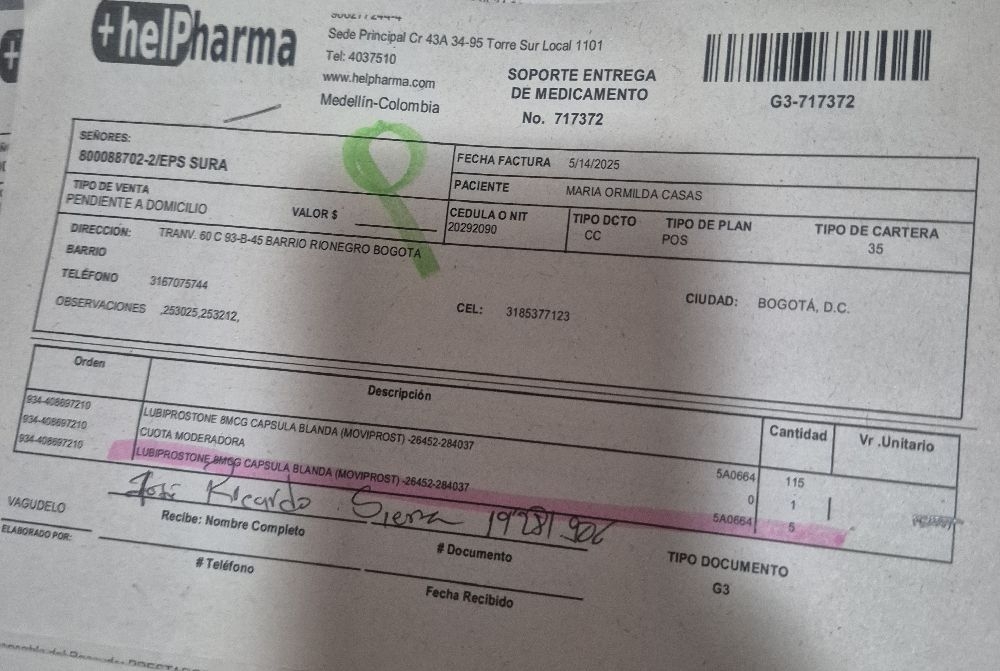 +helPharma
Sede Principal Cr 43A 34-95 Torre Sur Local 1101
Tel: 4037510
www.helpharma.com
Medellín-Colombia
SOPORTE ENTREGA
DE MEDICAMENTO
No. 717372
G3-717372
SEÑORES:
800088702-2/EPS SURA
FECHA FACTURA 5/14/2025
TIPO DE VENTA
PENDIENTE A DOMICILIO
VALOR $
PACIENTE MARIA ORMILDA CASAS
CEDULA O NIT
20292090
TIPO DCTO
CC
TIPO DE PLAN
POS
TIPO DE CARTERA
35
DIRECCIÓN: TRANV. 60 C 93-B-45 BARRIO RIONEGRO BOGOTA
BARRIO
TELÉFONO 3167075744
CEL: 3185377123
CIUDAD: BOGOTÁ, D.C.
OBSERVACIONES ,253025,253212,
Orden Descripción Cantidad Vr .Unitario
934-408697210 LUBIPROSTONE 8MCG CAPSULA BLANDA (MOVIPROST) -26452-284037 5A0664 115
934-408697210 CUOTA MODERADORA 0 1
934-408697210 LUBIPROSTONE 8MCG CAPSULA BLANDA (MOVIPROST) -26452-284037 5A0664 5
José Ricardo Sierra 19'281.906
VAGUDELO
Recibe: Nombre Completo
# Documento
TIPO DOCUMENTO
G3
ELABORADO POR:
# Teléfono
Fecha Recibido